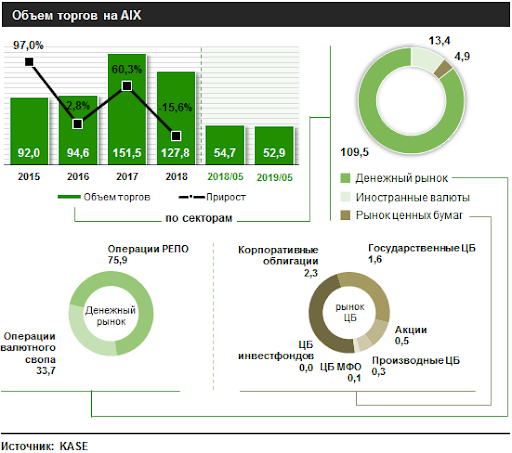 Объем торгов на AIX
97,0%
2,8%
60,3%
-15,6%
92,0
94,6
151,5
127,8
54,7
52,9
2015
2016
2017
2018
2018/05
2019/05
Объем торгов
Прирост
по секторам
13,4
4,9
109,5
Денежный рынок
Иностранные валюты
Рынок ценных бумаг
Операции РЕПО
75,9
Денежный
рынок
Операции
валютного
свопа
33,7
Корпоративные
облигации
2,3
Государственные ЦБ
1,6
рынок
ЦБ
Акции
0,5
Производные ЦБ
0,3
ЦБ МФО
0,1
ЦБ
инвестфондов
0,0
Источник: KASE